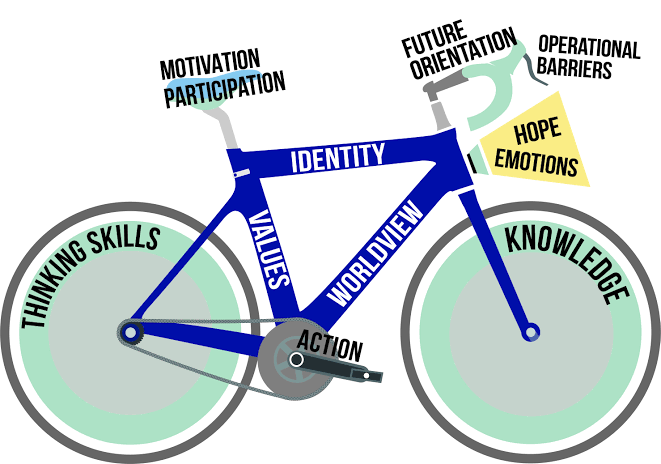 MOTIVATION
PARTICIPATION
FUTURE
ORIENTATION
OPERATIONAL
BARRIERS
HOPE
EMOTIONS
IDENTITY
VALUES
WORLDVIEW
THINKING SKILLS
KNOWLEDGE
ACTION